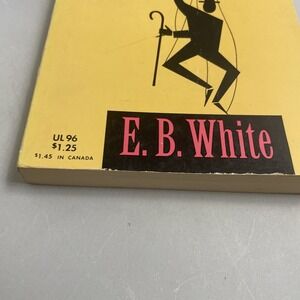 UL 96
$1.25
$1.45 IN CANADA
E. B. White